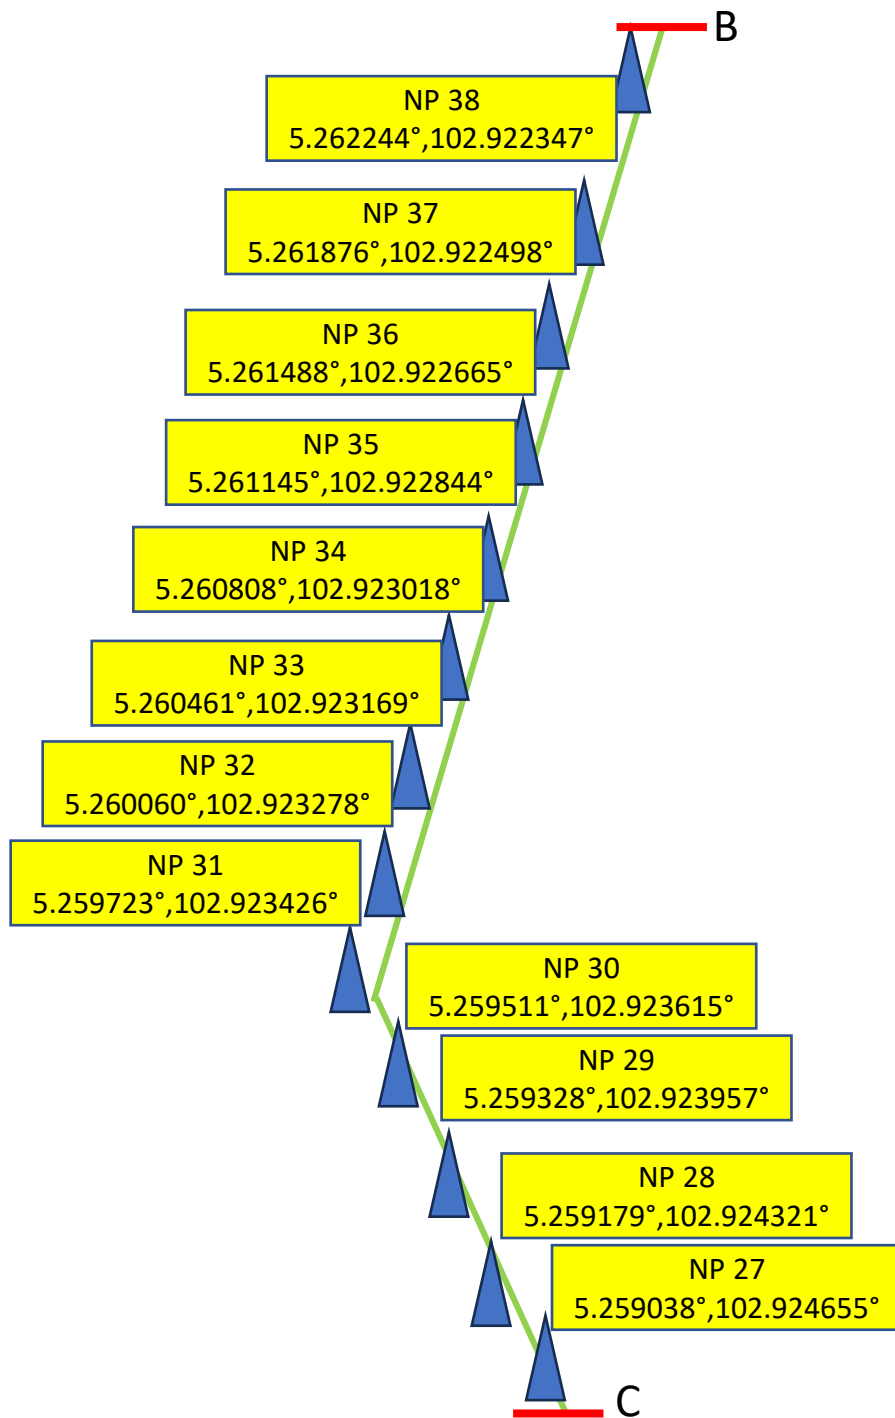 B
NP 38
5.262244°,102.922347°
NP 37
5.261876°,102.922498°
NP 36
5.261488°,102.922665°
NP 35
5.261145°,102.922844°
NP 34
5.260808°,102.923018°
NP 33
5.260461°,102.923169°
NP 32
5.260060°,102.923278°
NP 31
5.259723°,102.923426°
NP 30
5.259511°,102.923615°
NP 29
5.259328°,102.923957°
NP 28
5.259179°,102.924321°
NP 27
5.259038°,102.924655°
C